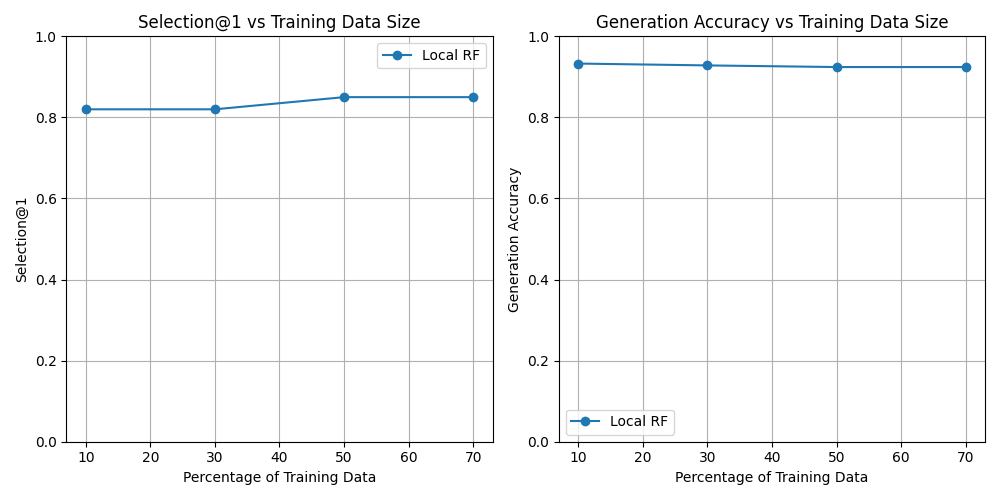 Selection@1 vs Training Data Size
1.0
0.8
0.6
0.4
0.2
0.0
Selection@1
10 20 30 40 50 60 70
Percentage of Training Data
Local RF
Generation Accuracy vs Training Data Size
1.0
0.8
0.6
0.4
0.2
0.0
Generation Accuracy
10 20 30 40 50 60 70
Percentage of Training Data
Local RF